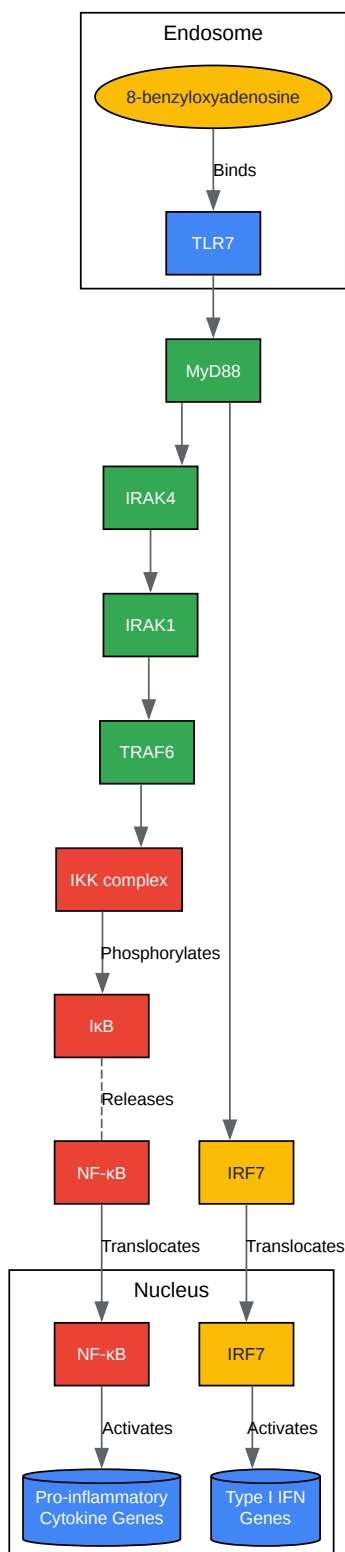 Endosome
8-benzyloxyadenosine
Binds
TLR7
MyD88
IRAK4
IRAK1
TRAF6
IKK complex
Phosphorylates
IκB
Releases
NF-κB
IRF7
Translocates
Translocates
Nucleus
NF-κB
IRF7
Activates
Activates
Pro-inflammatory
Cytokine Genes
Type I IFN
Genes